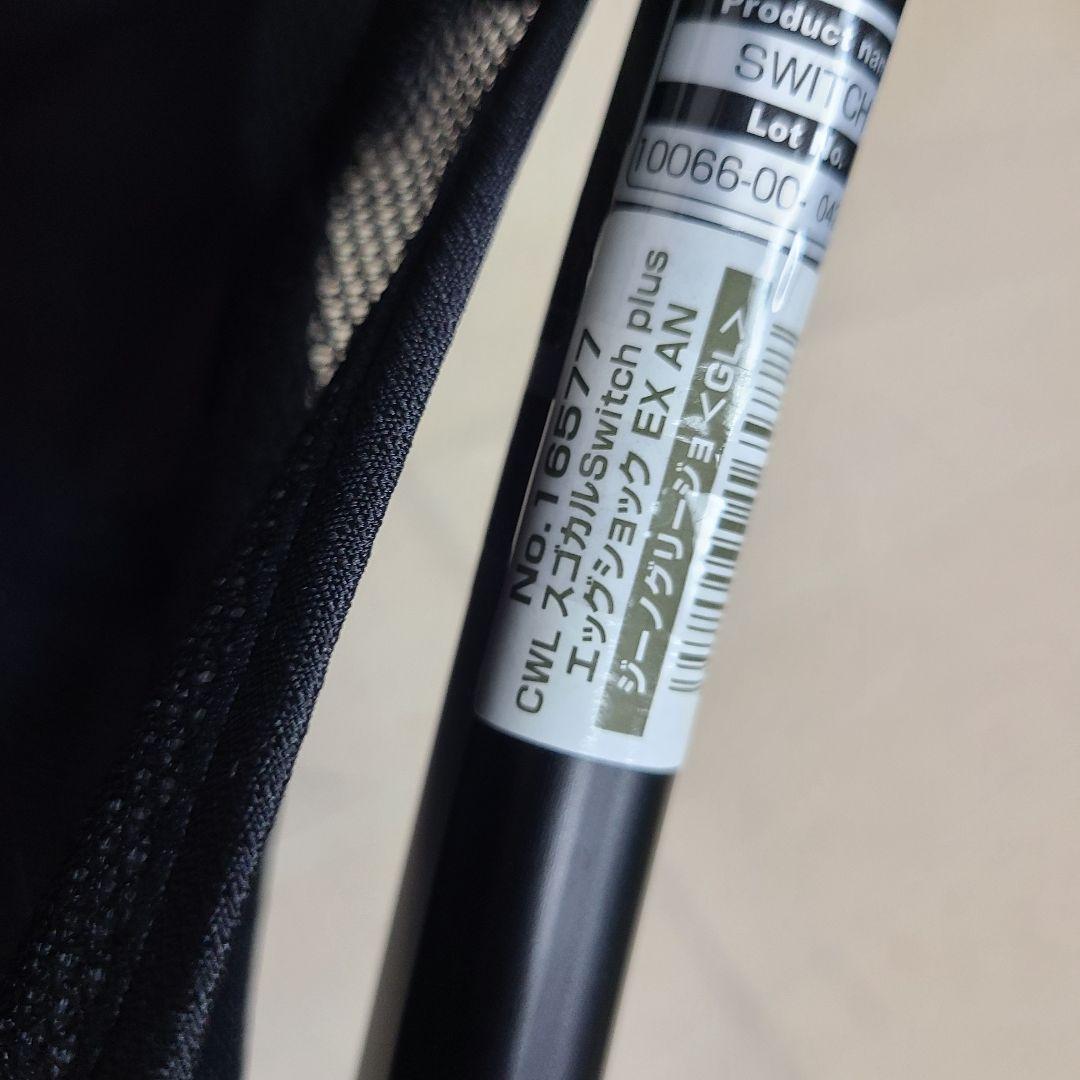 Product
SWITCH
Lot No.
10066-00-
No.16577
CWL スゴカルSwitch plus
エッグショック EX AN
ジーノグリージョ<GL>